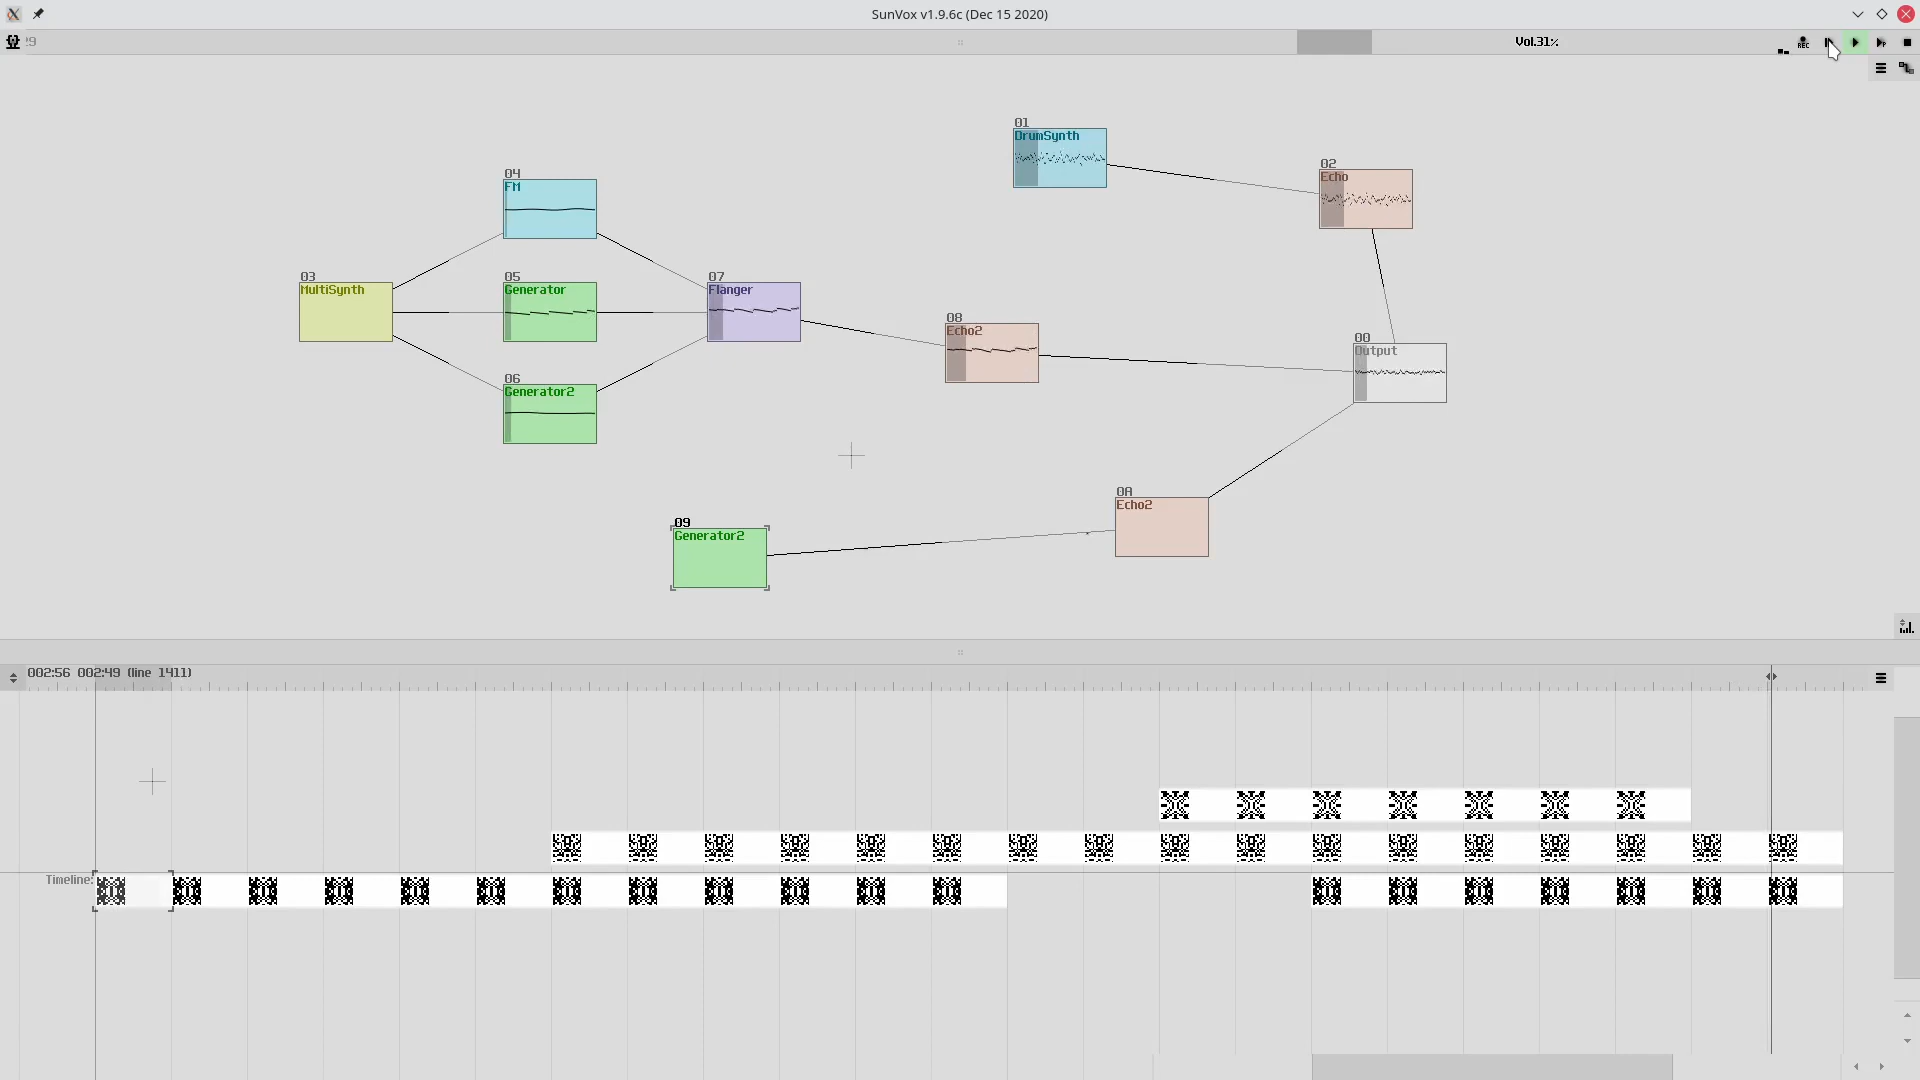 SunVox v1.9.6c (Dec 15 2020)
Vol.31%
REC
01
DrumSynth
02
Echo
04
FM
03
MultiSynth
05
Generator
07
Flanger
08
Echo2
00
Output
06
Generator2
0A
Echo2
09
Generator2
002:56 002:49 (line 1411)
Timeline: